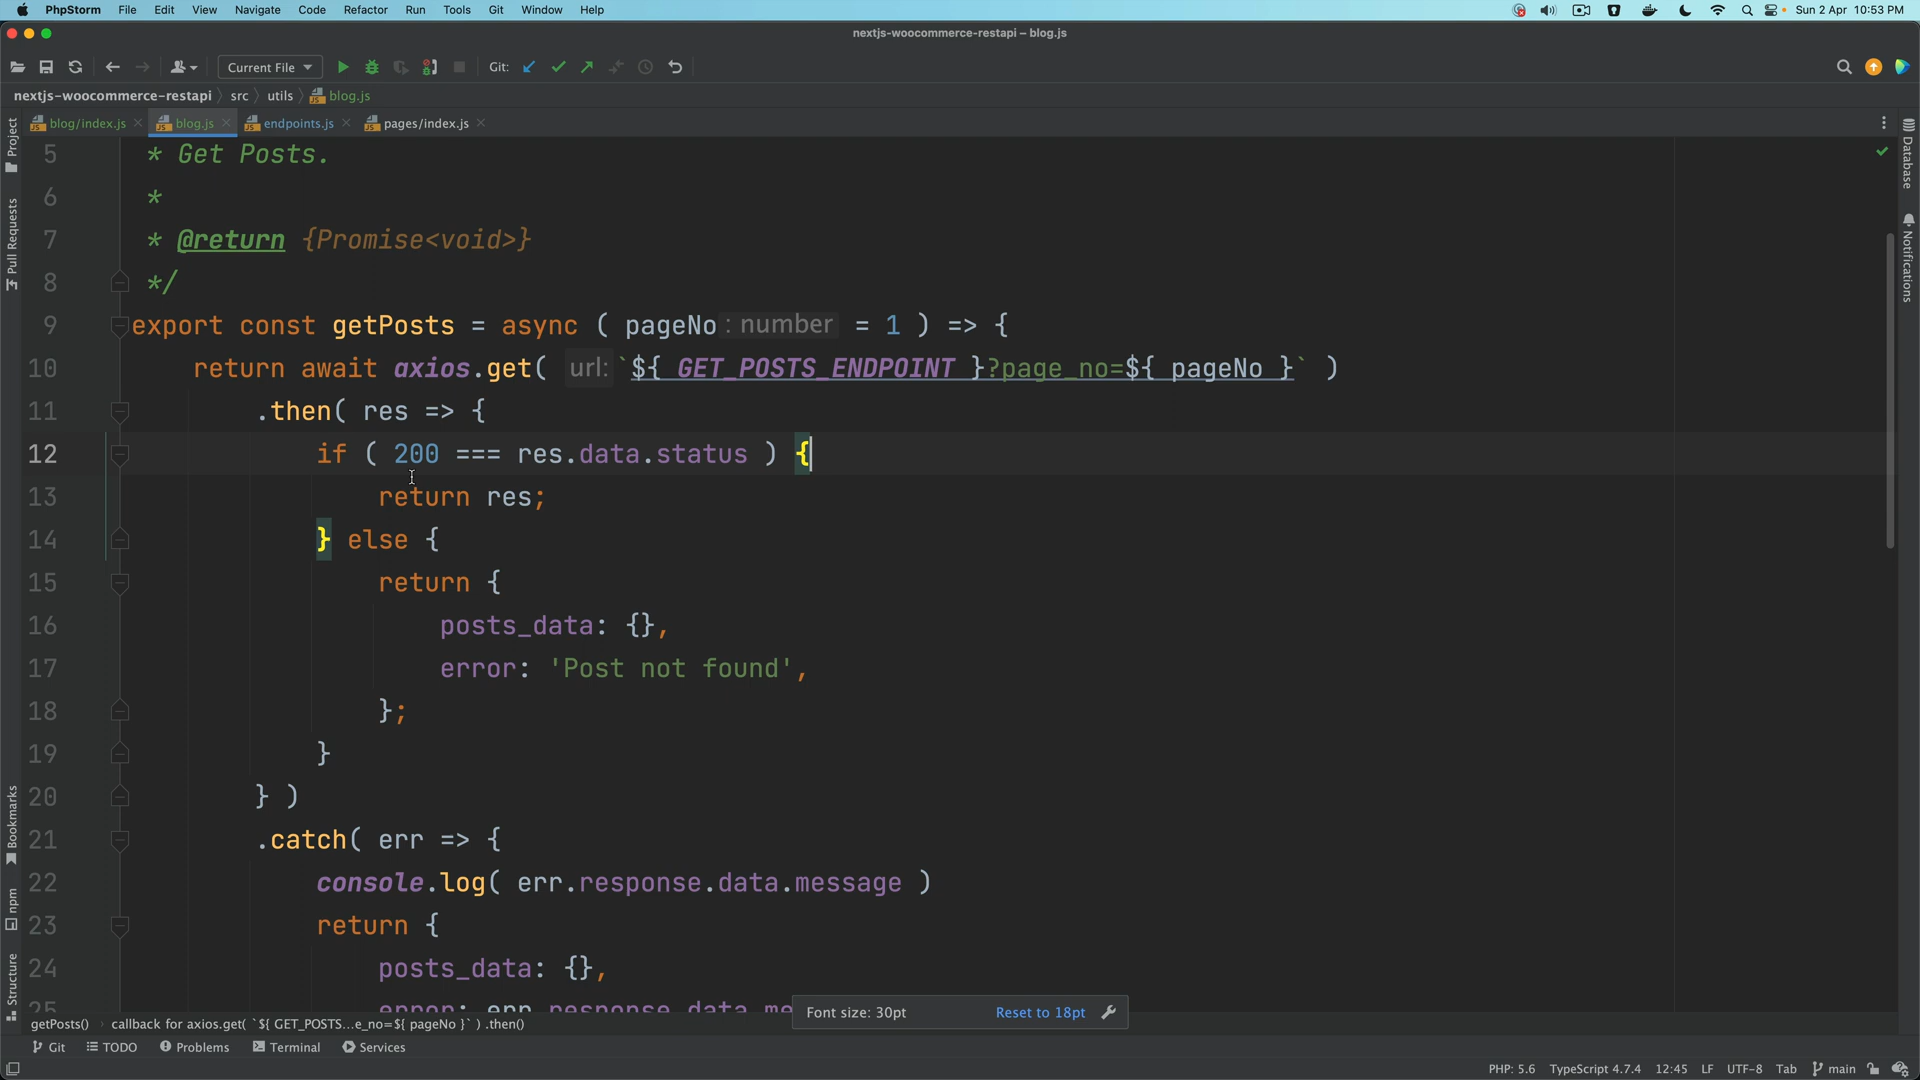 PhpStorm File Edit View Navigate Code Refactor Run Tools Git Window Help Sun 2 Apr 10:53 PM
nextjs-woocommerce-restapi – blog.js
Current File Git:
nextjs-woocommerce-restapi src utils blog.js
blog/index.js blog.js endpoints.js pages/index.js
5 * Get Posts.
6 *
7 * @return {Promise<void>}
8 */
9 export const getPosts = async ( pageNo : number = 1 ) => {
10 return await axios.get( url: `${ GET_POSTS_ENDPOINT }?page_no=${ pageNo }` )
11 .then( res => {
12 if ( 200 === res.data.status ) {
13 return res;
14 } else {
15 return {
16 posts_data: {},
17 error: 'Post not found',
18 };
19 }
20 } )
21 .catch( err => {
22 console.log( err.response.data.message )
23 return {
24 posts_data: {},
25 error: err.response.data.me
Font size: 30pt Reset to 18pt
getPosts() callback for axios.get( `${ GET_POSTS...e_no=${ pageNo }` ) .then()
Git TODO Problems Terminal Services
PHP: 5.6 TypeScript 4.7.4 12:45 LF UTF-8 Tab main
Project
Pull Requests
Bookmarks
npm
Structure
Database
Notifications